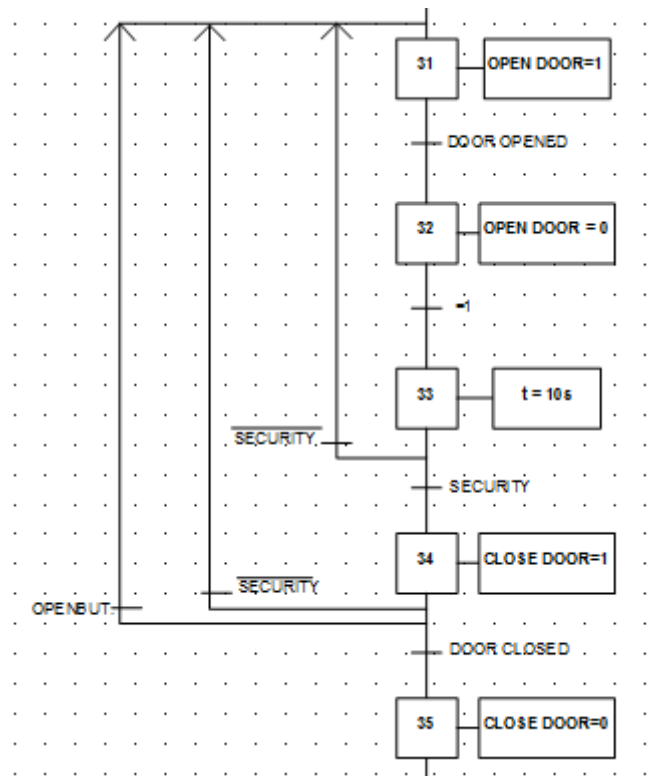 31 OPEN DOOR=1
DOOR OPENED
32 OPEN DOOR = 0
=1
33 t = 10s
SECURITY
SECURITY
34 CLOSE DOOR=1
SECURITY
OPENBUT.
DOOR CLOSED
35 CLOSE DOOR=0